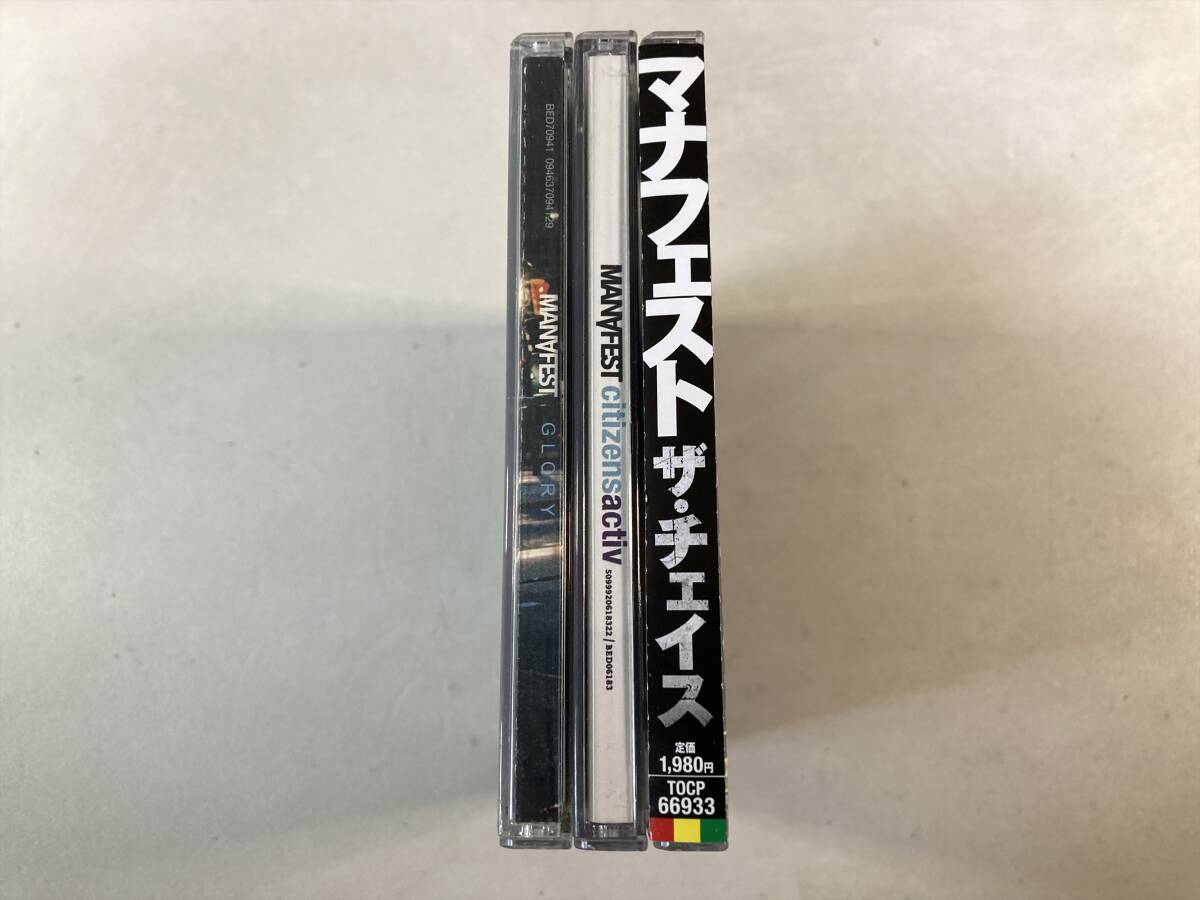 BED70941 094637094129
MANAFEST GLORY
MANAFEST citizensactiv 5099920618322 / BED06183
マナフェスト ザ・チェイス
定価
1,980円
TOCP
66933